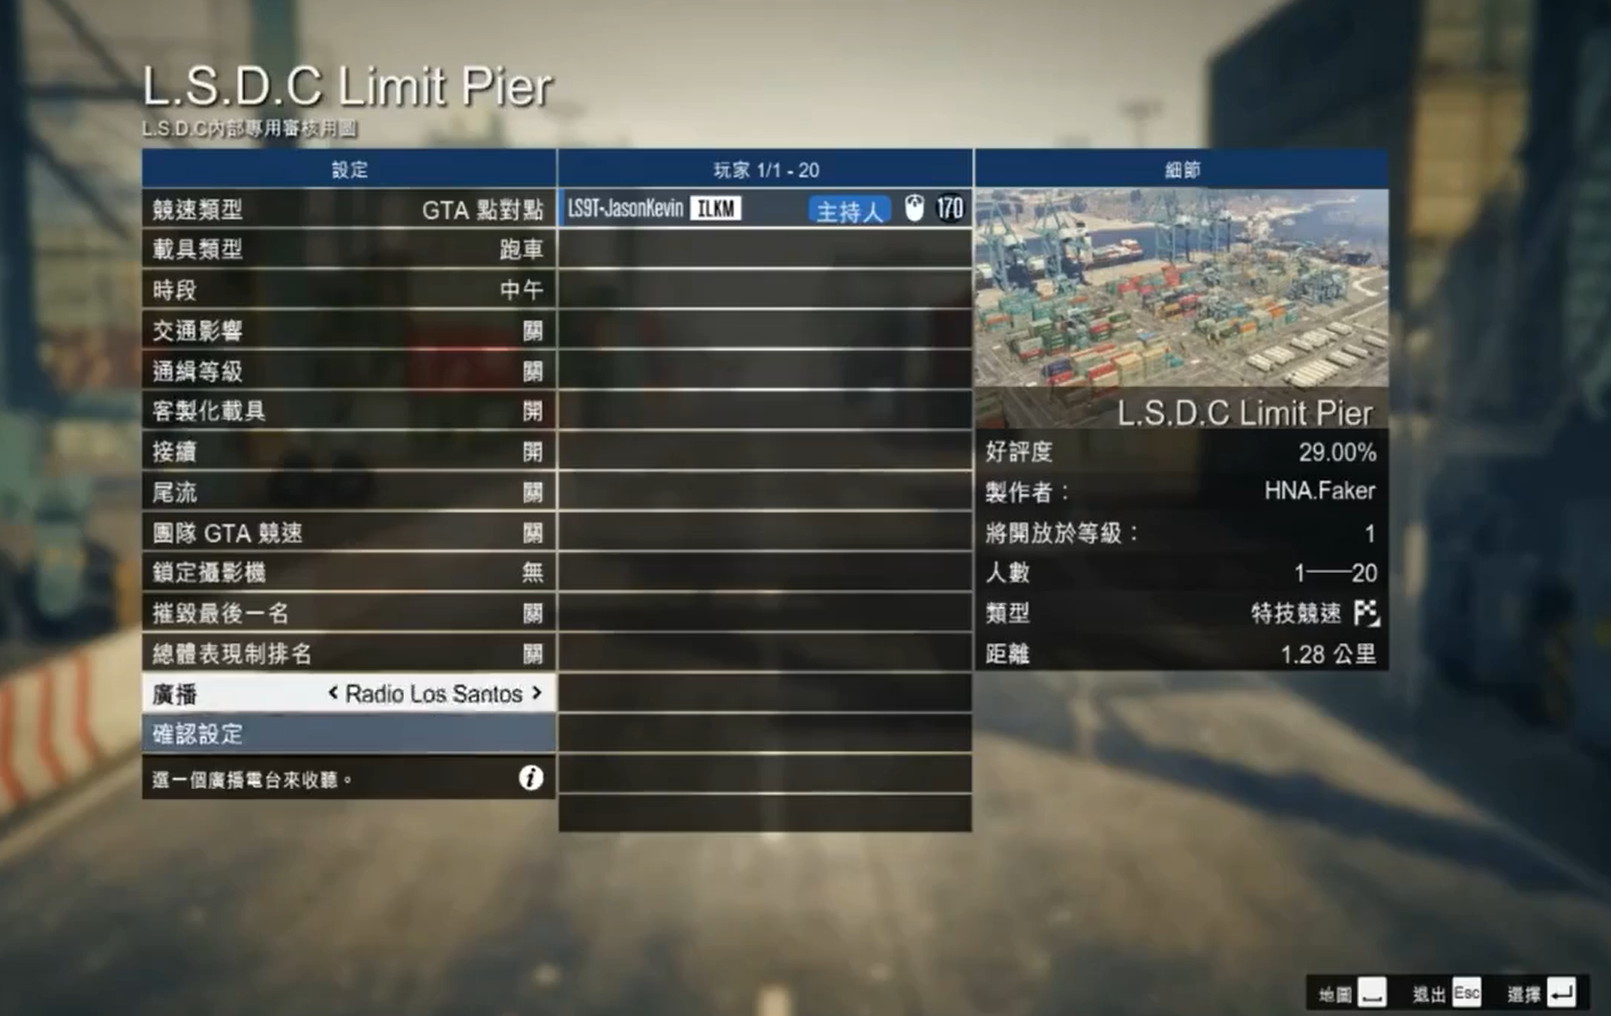 L.S.D.C Limit Pier
L.S.D.C內部專用審核用圖
設定
競速類型 GTA 點對點
載具類型 跑車
時段 中午
交通影響 關
通緝等級 關
客製化載具 開
接續 開
尾流 關
團隊 GTA 競速 關
鎖定攝影機 無
摧毀最後一名 關
總體表現制排名 關
廣播 < Radio Los Santos >
確認設定
選一個廣播電台來收聽。
玩家 1/1 - 20
LS9T-JasonKevin ILKM 主持人 170
細節
L.S.D.C Limit Pier
好評度 29.00%
製作者： HNA.Faker
將開放於等級： 1
人數 1──20
類型 特技競速
距離 1.28 公里
地圖 退出 Esc 選擇